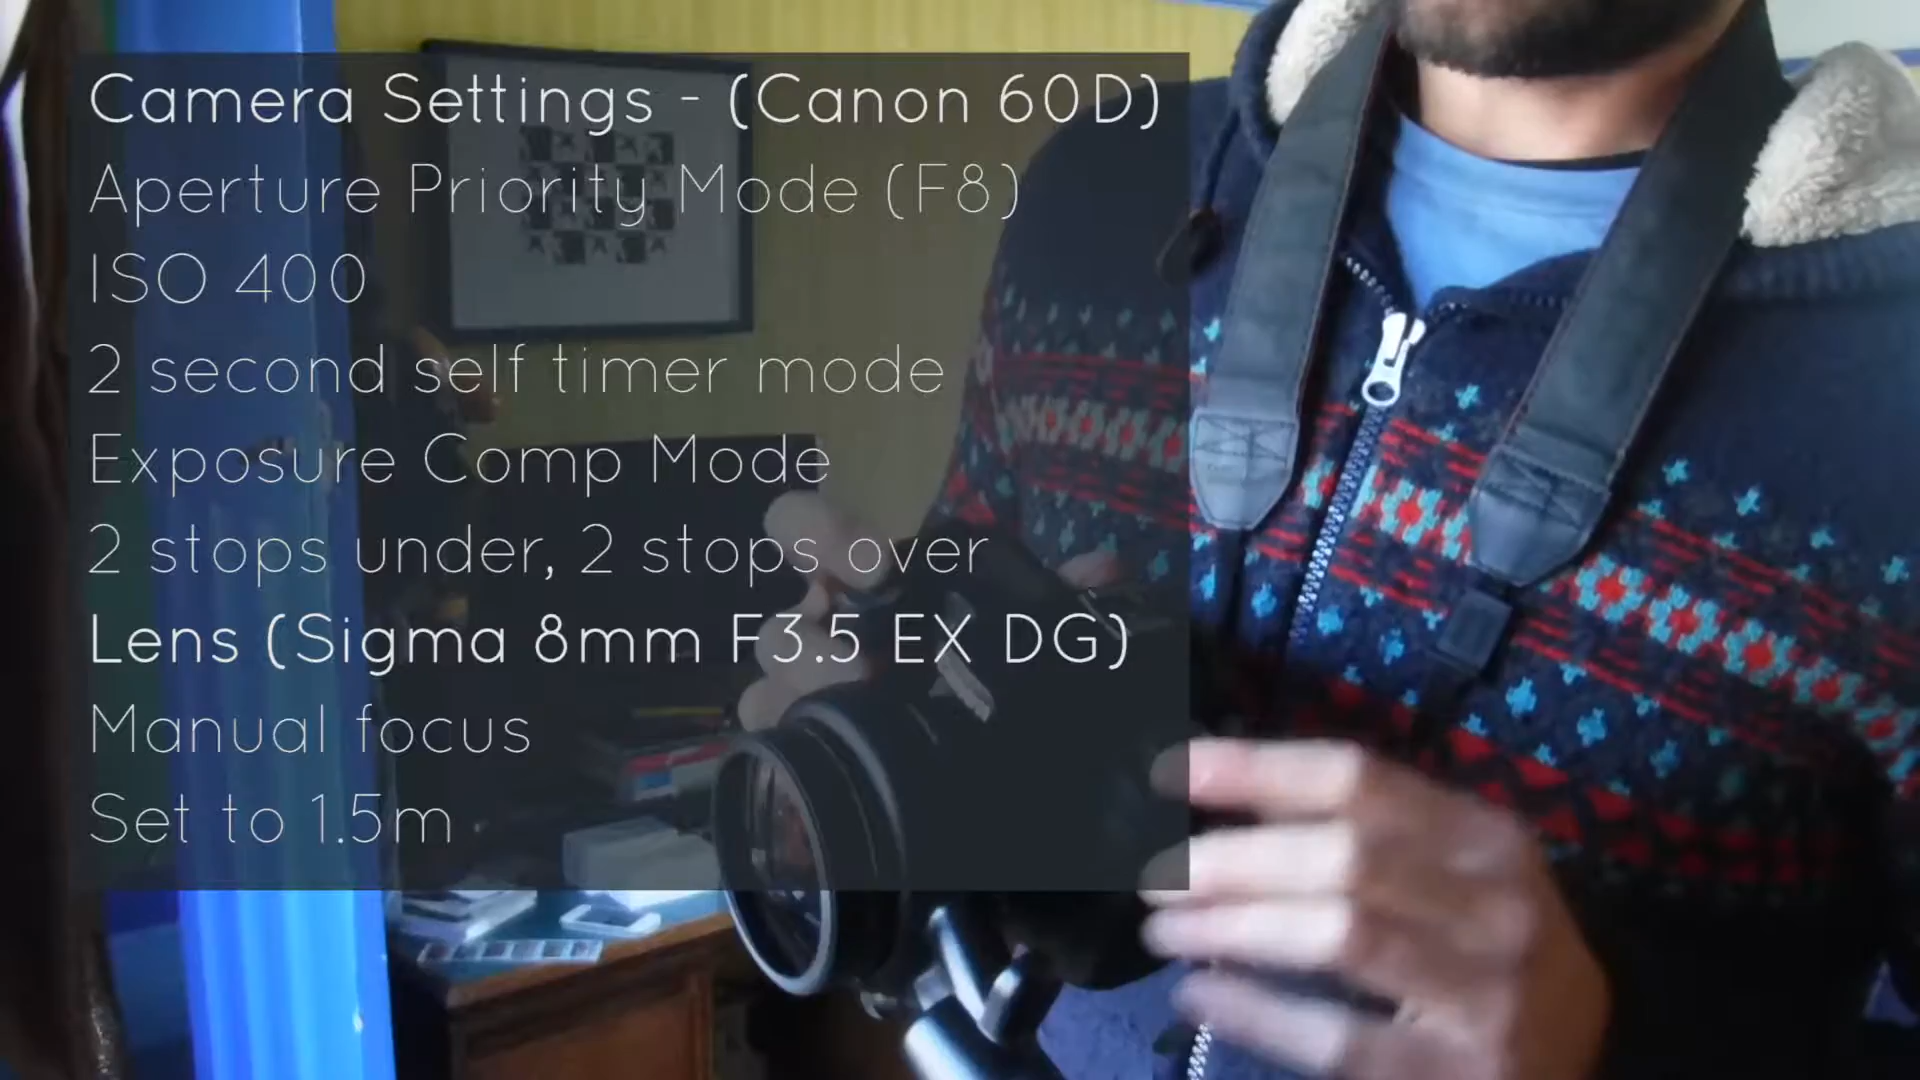 Camera Settings - (Canon 60D)
Aperture Priority Mode (F8)
ISO 400
2 second self timer mode
Exposure Comp Mode
2 stops under, 2 stops over
Lens (Sigma 8mm F3.5 EX DG)
Manual focus
Set to 1.5m